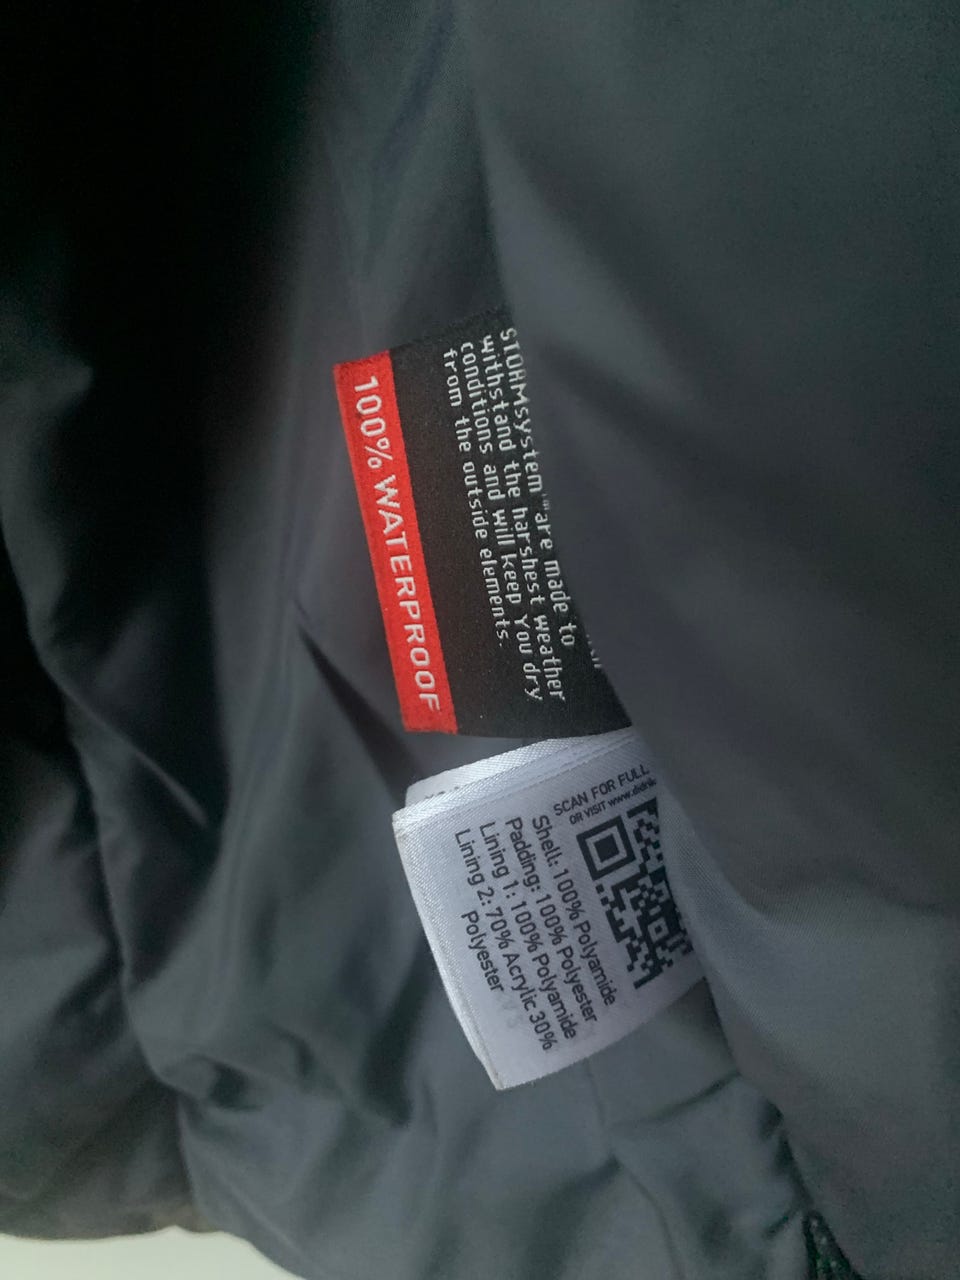 STORMsystem™ are made to
withstand the harshest weather
conditions and will keep you dry
from the outside elements.
100% WATERPROOF
SCAN FOR FULL
OR VISIT
Shell: 100% Polyamide
Padding: 100% Polyester
Lining 1: 100% Polyamide
Lining 2: 70% Acrylic 30%
Polyester